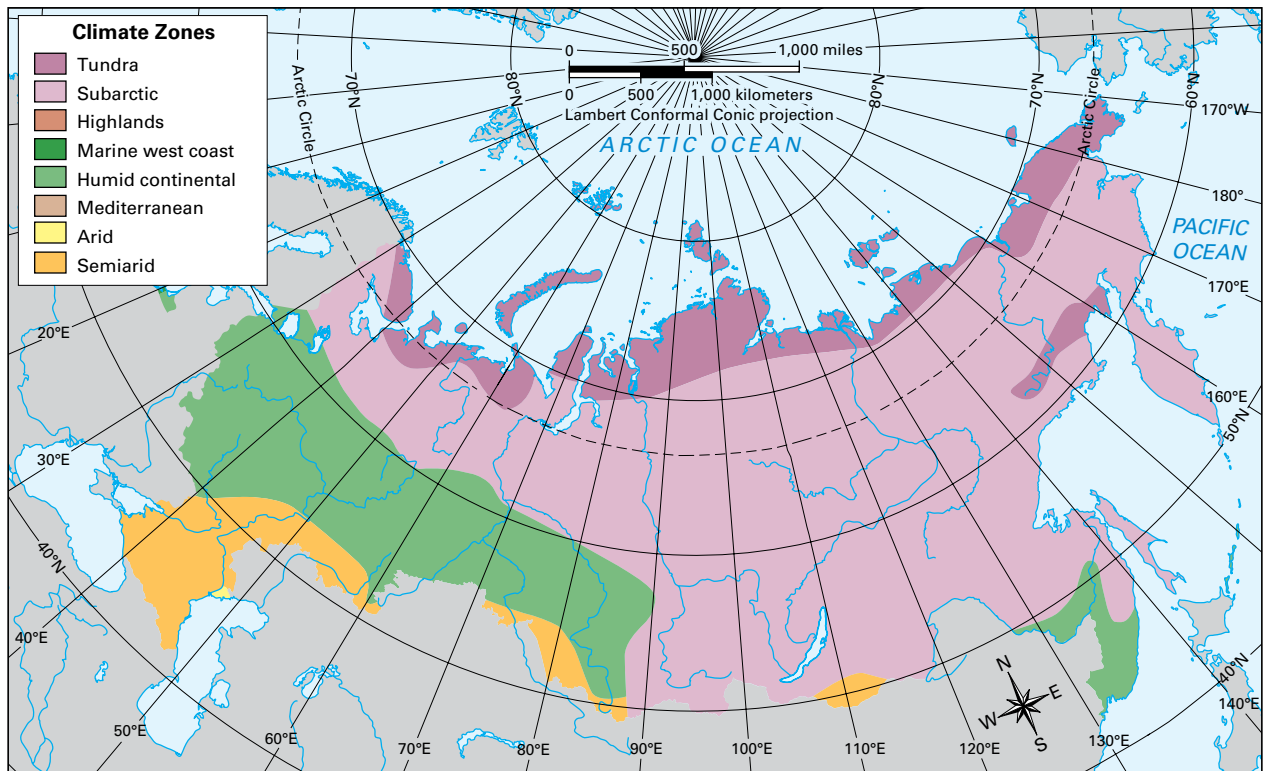 Climate Zones
Tundra
Subarctic
Highlands
Marine west coast
Humid continental
Mediterranean
Arid
Semiarid
0 500 1,000 miles
0 500 1,000 kilometers
Lambert Conformal Conic projection
ARCTIC OCEAN
Arctic Circle
70°N
80°N
80°N
70°N
Arctic Circle
60°N
170°W
180°
PACIFIC
OCEAN
170°E
160°E
50°N
20°E
30°E
40°N
40°E
50°E
60°E
70°E
80°E
90°E
100°E
110°E
120°E
130°E
140°E
40°N
N
E
W
S